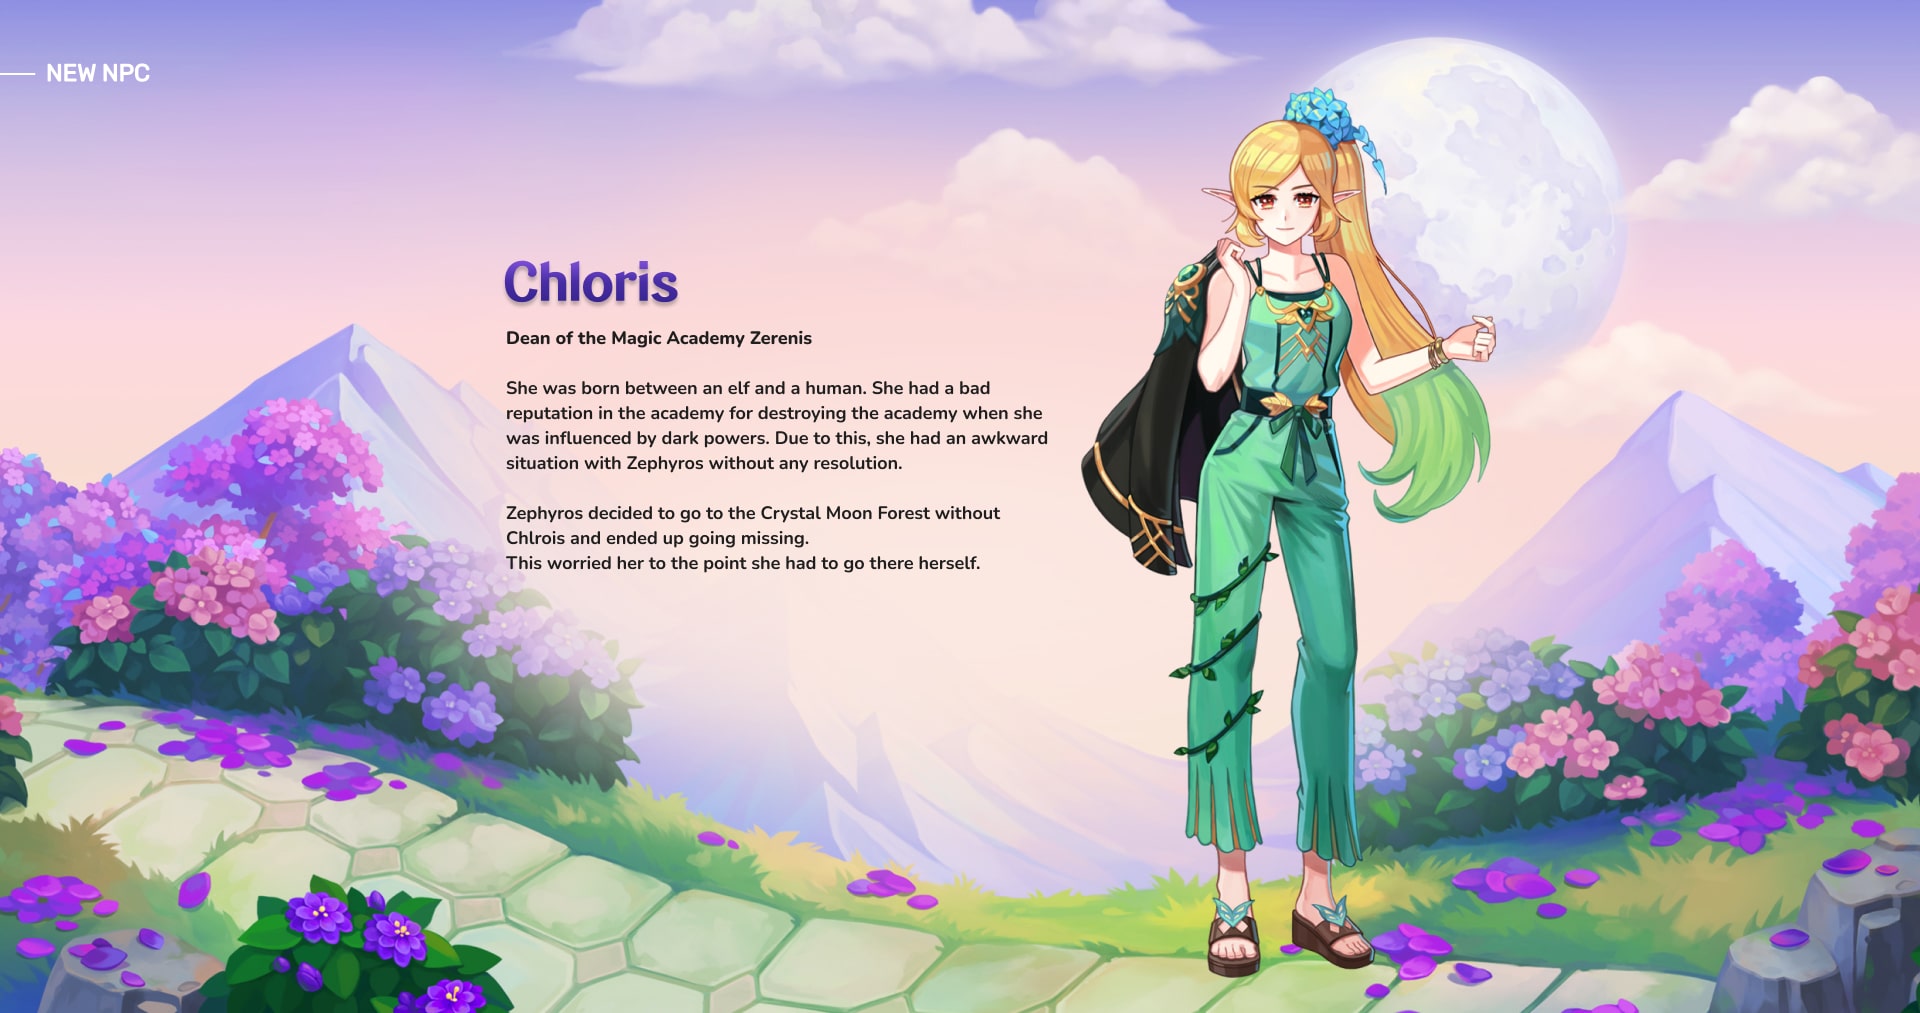 NEW NPC
Chloris
Dean of the Magic Academy Zerenis
She was born between an elf and a human. She had a bad
reputation in the academy for destroying the academy when she
was influenced by dark powers. Due to this, she had an awkward
situation with Zephyros without any resolution.
Zephyros decided to go to the Crystal Moon Forest without
Chlrois and ended up going missing.
This worried her to the point she had to go there herself.